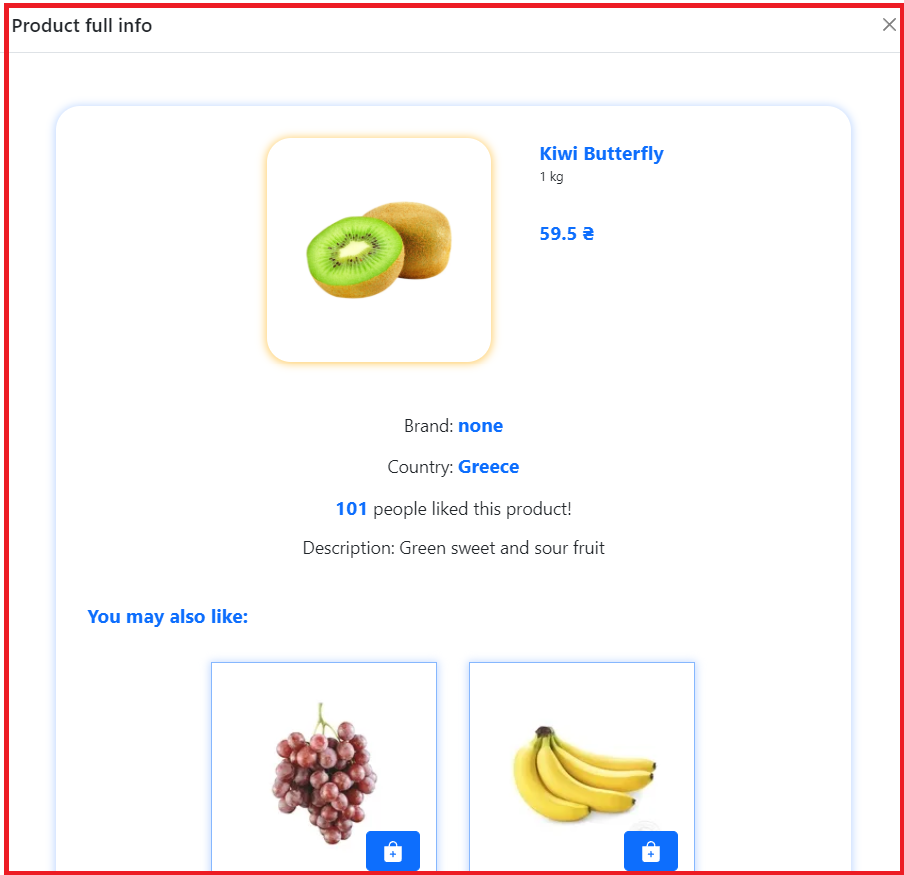 Product full info
Kiwi Butterfly
1 kg
59.5 ₴
Brand: none
Country: Greece
101 people liked this product!
Description: Green sweet and sour fruit
You may also like: